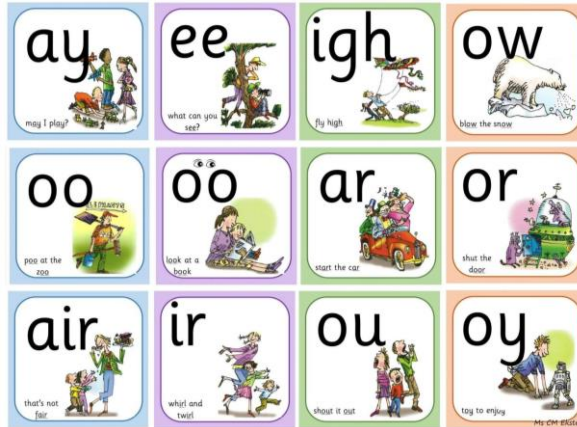 ay
may I play?
ee
what can you
see?
igh
fly high
ow
blow the snow
oo
poo at the
zoo
oo
look at a
book
ar
start the car
or
shut the
door
air
that's not
fair
ir
whirl and
twirl
ou
shout it out
oy
toy to enjoy